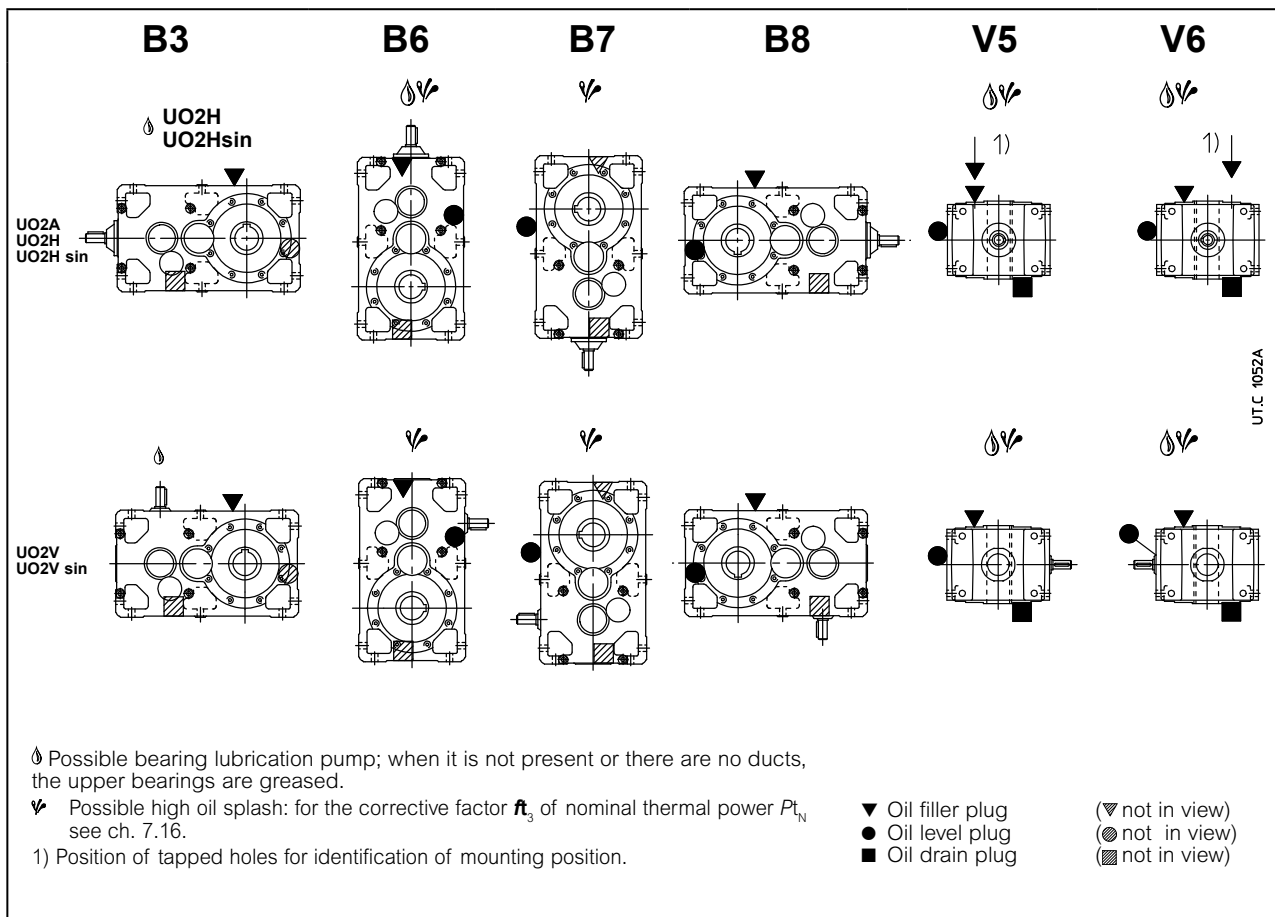 B3 B6 B7 B8 V5 V6
UO2H
UO2Hsin
1) 1)
UO2A
UO2H
UO2H sin
UT.C 1052A
UO2V
UO2V sin
Possible bearing lubrication pump; when it is not present or there are no ducts,
the upper bearings are greased.
Possible high oil splash: for the corrective factor ft3 of nominal thermal power PtN
see ch. 7.16.
1) Position of tapped holes for identification of mounting position.
▼ Oil filler plug (not in view)
● Oil level plug (not in view)
■ Oil drain plug (not in view)